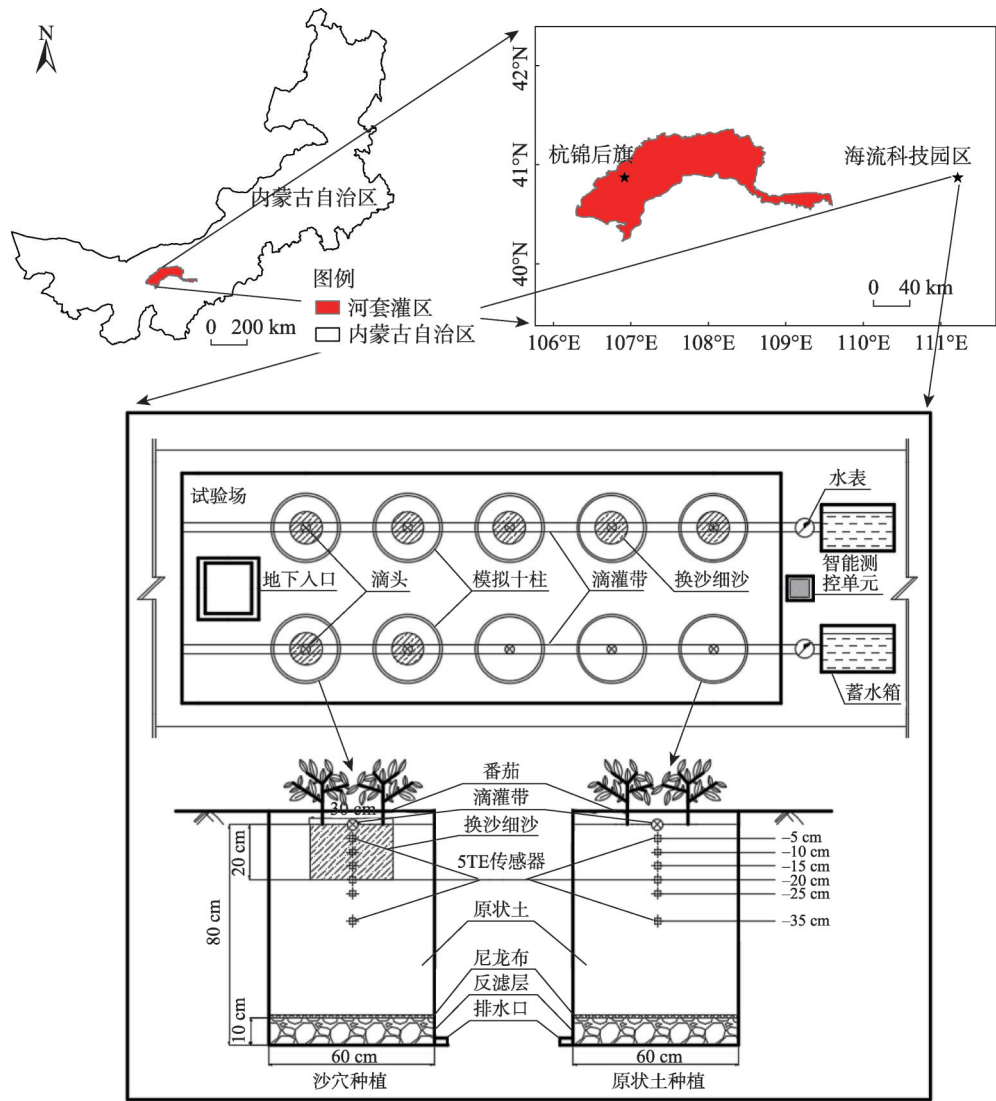 N
内蒙古自治区
图例
河套灌区
内蒙古自治区
0 200 km
42°N
41°N
40°N
杭锦后旗
海流科技园区
0 40 km
106°E 107°E 108°E 109°E 110°E 111°E
试验场
水表
地下入口
滴头
模拟十柱
滴灌带
换沙细沙
智能测
控单元
蓄水箱
番茄
滴灌带
换沙细沙
5TE传感器
原状土
尼龙布
反滤层
排水口
30 cm
20 cm
80 cm
10 cm
–5 cm
–10 cm
–15 cm
–20 cm
–25 cm
–35 cm
60 cm
60 cm
沙穴种植
原状土种植